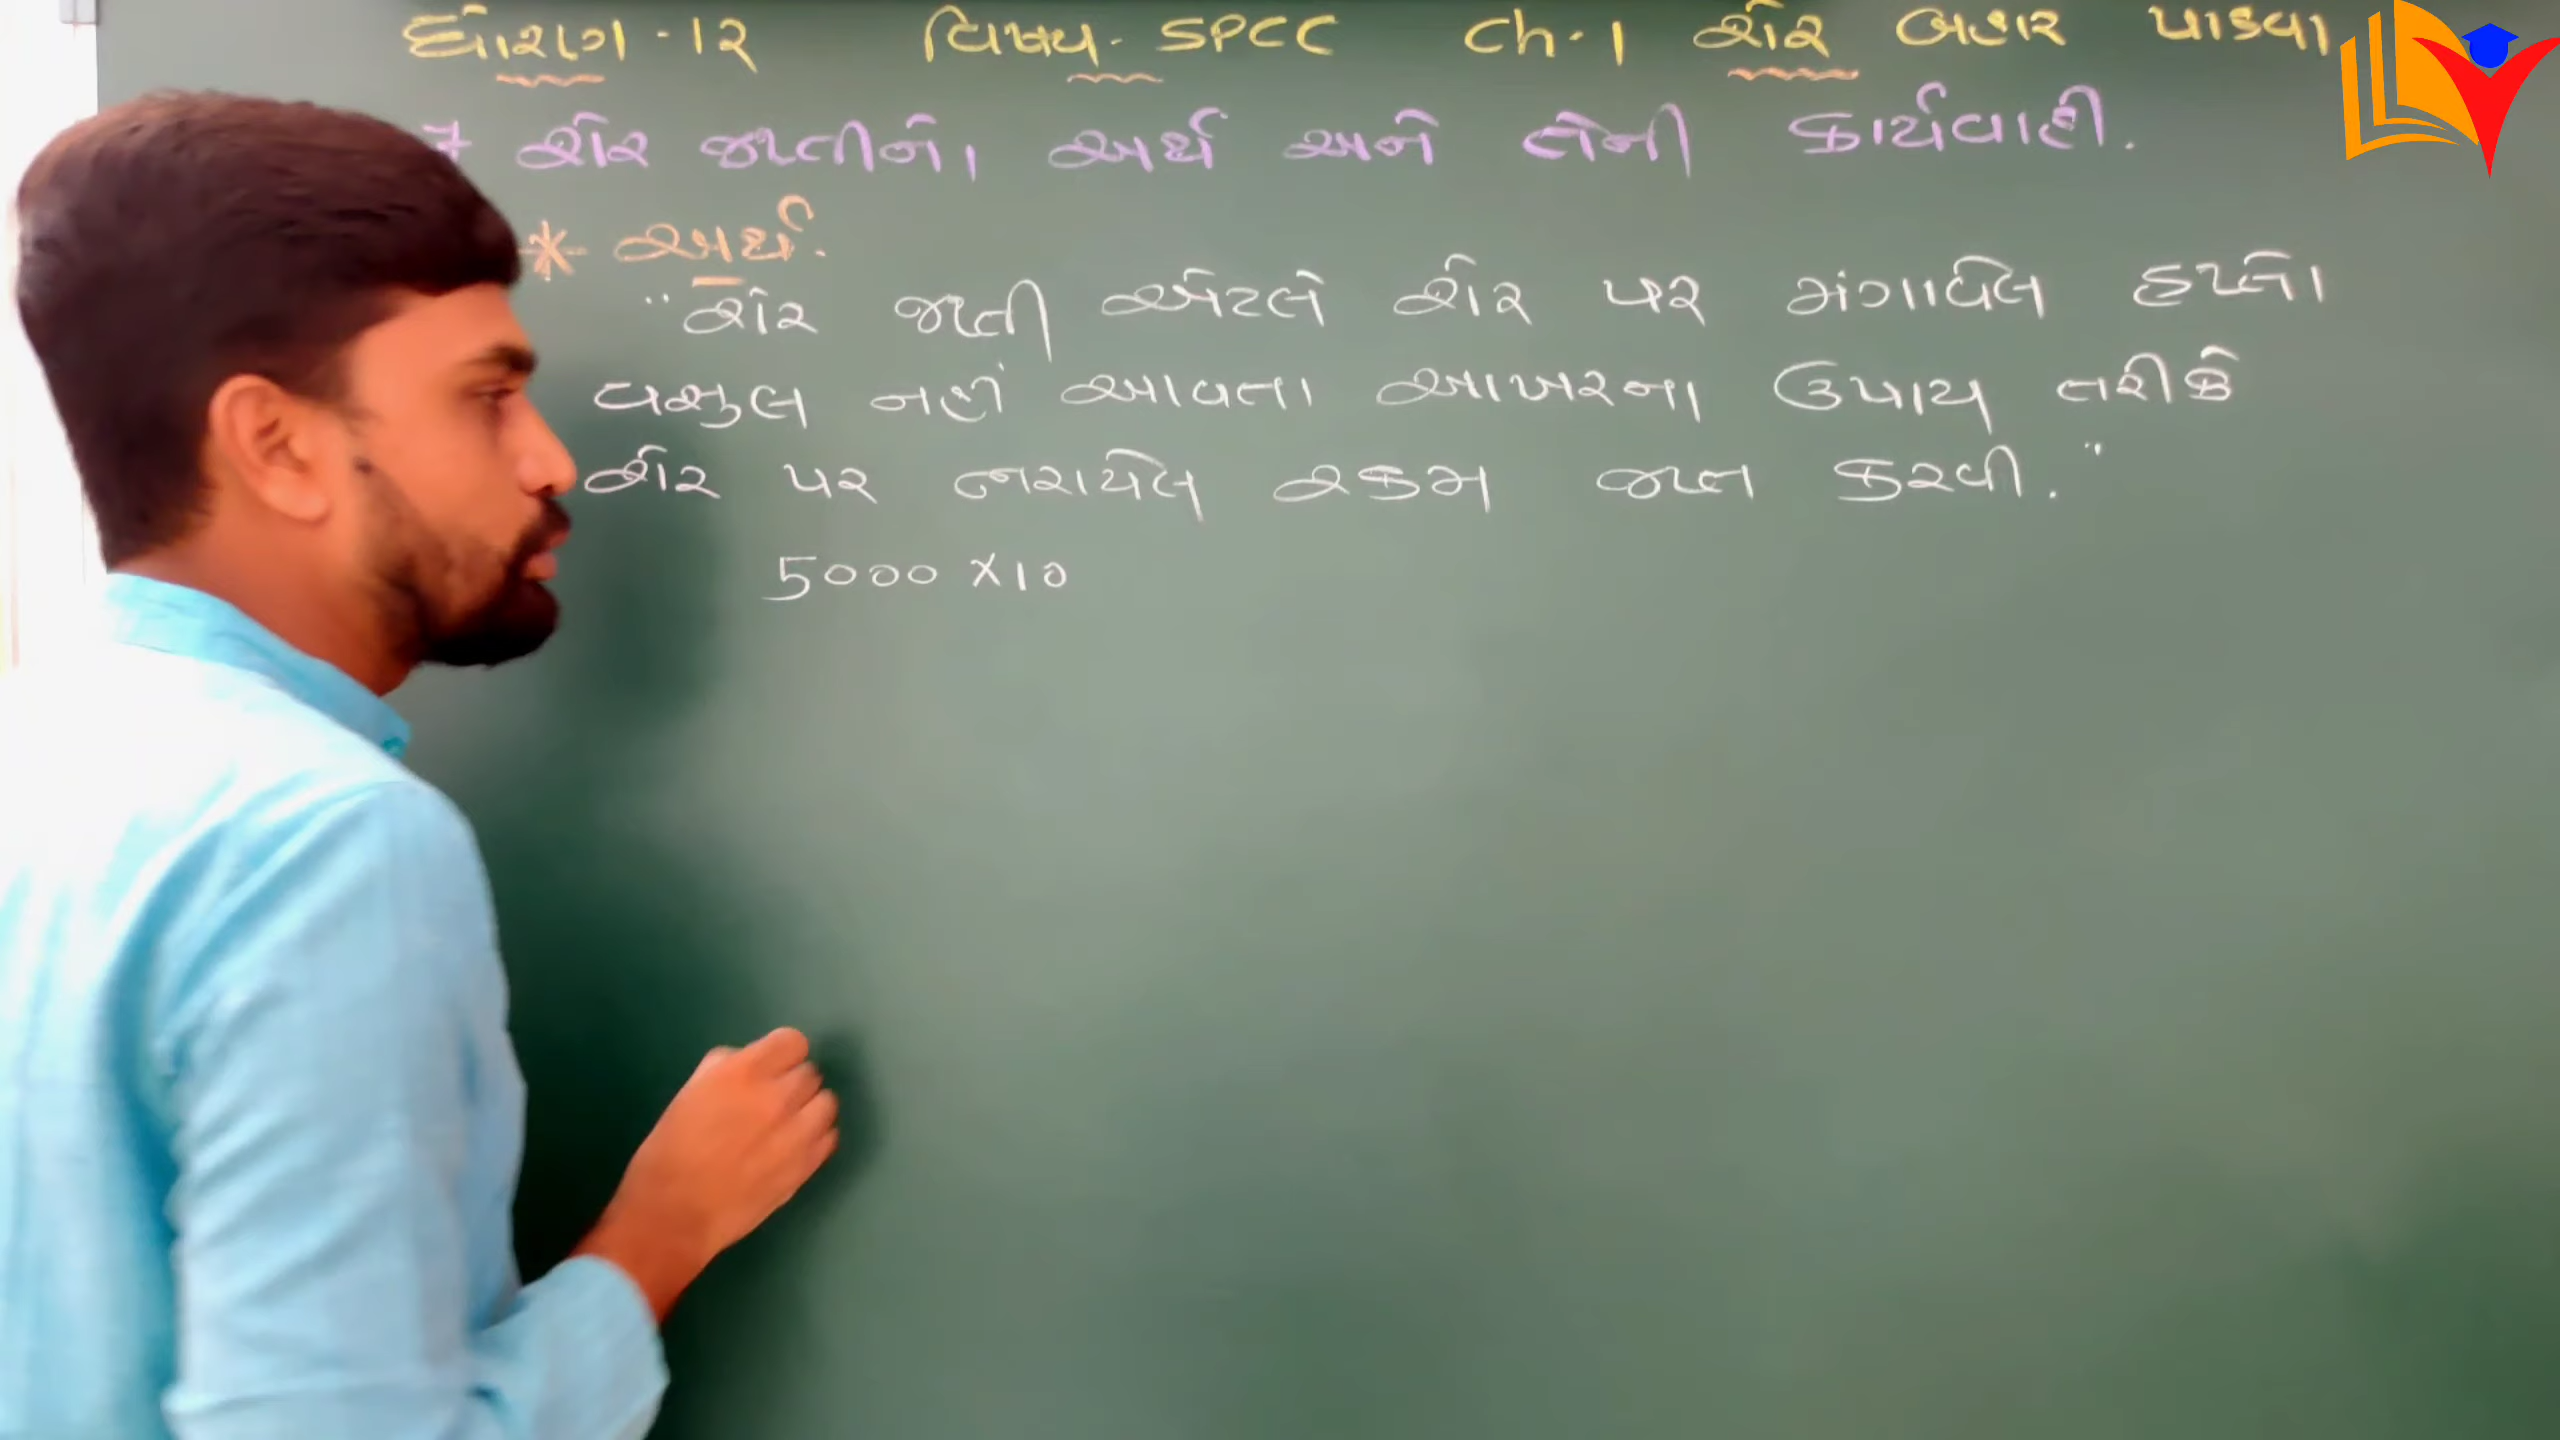 ધોરણ - ૧૨ વિષય - SPCC Ch. 1 શેર બહાર પાડવા
7 શેર જપ્તીનો અર્થ અને તેની કાર્યવાહી.
* અર્થ.
"શેર જપ્તી એટલે શેર પર મંગાવેલ હપ્તો
વસુલ નહીં આવતા આખરના ઉપાય તરીકે
શેર પર ભરાયેલ રકમ જપ્ત કરવી."
5000 × 10